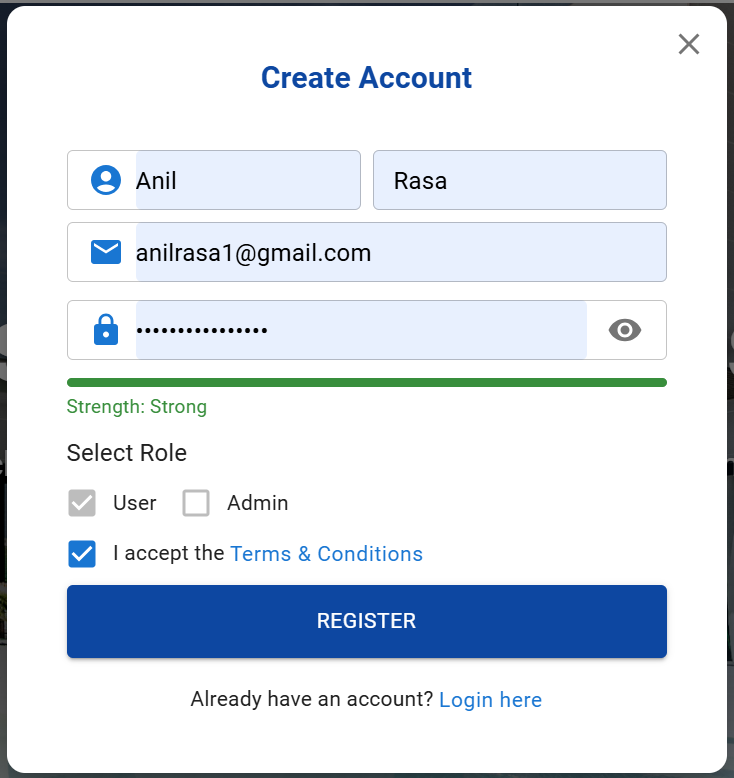 Create Account
Anil Rasa
anilrasa1@gmail.com
••••••••••••••••
Strength: Strong
Select Role
User Admin
I accept the Terms & Conditions
REGISTER
Already have an account? Login here